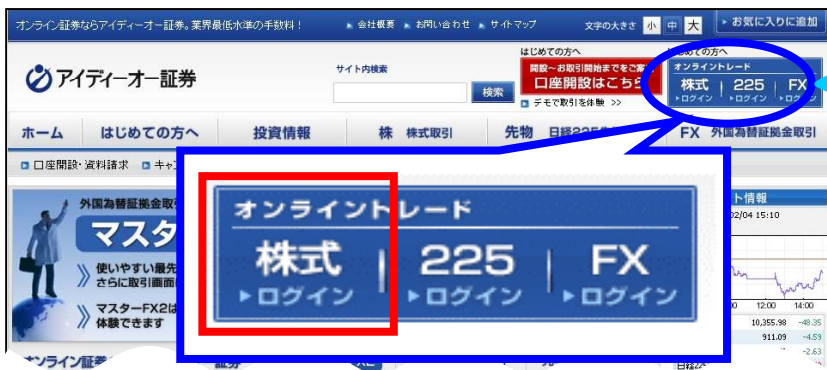 オンライン証券ならアイディーオー証券。業界最低水準の手数料！
会社概要 お問い合わせ サイトマップ
文字の大きさ 小 中 大
お気に入りに追加
アイディーオー証券
サイト内検索
検索
はじめての方へ
開設～お取引開始までをご案
口座開設はこちら
デモで取引を体験 >>
オンライントレード
株式 | 225 | FX
ログイン ログイン ログイン
ホーム はじめての方へ 投資情報 株 株式取引 先物 日経225 FX 外国為替証拠金取引
口座開設・資料請求
外国為替証拠金取
マスタ
使いやすい最先
さらに取引画面
マスターFX2は
体験できます
オンライントレード
株式 | 225 | FX
ログイン ログイン ログイン
ト情報
02/04 15:10
12:00 14:00
10,355.98 -48.35
911.09 -4.59
-2.63